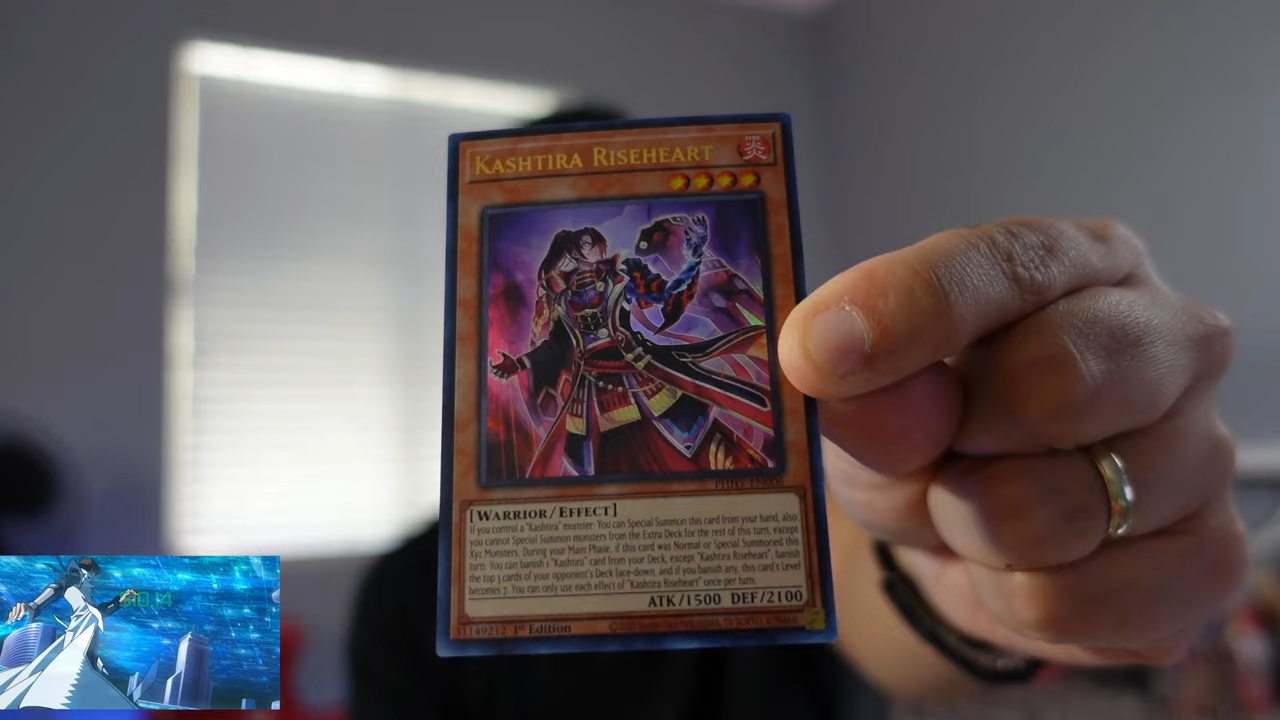 KASHTIRA RISEHEART
炎
PHHY-EN006
[WARRIOR/EFFECT]
If you control a "Kashtira" monster: You can Special Summon this card from your hand, also
you cannot Special Summon monsters from the Extra Deck for the rest of this turn, except
Xyz Monsters. During your Main Phase, if this card was Normal or Special Summoned this
turn: You can banish 1 "Kashtira" card from your Deck, except "Kashtira Riseheart"; banish
the top 3 cards of your opponent's Deck face-down, and if you banish any, this card's Level
becomes 7. You can only use each effect of "Kashtira Riseheart" once per turn.
ATK/1500 DEF/2100
31149212 1st Edition